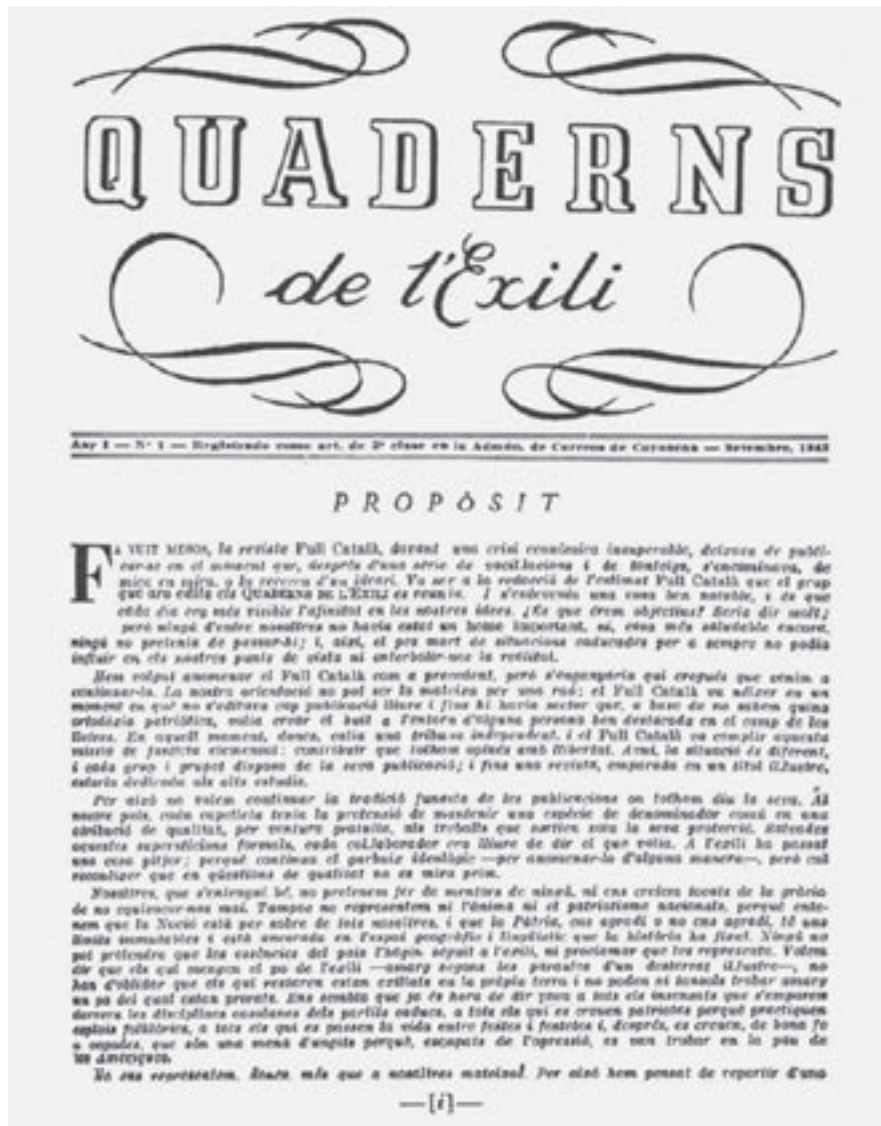 QUADERNS
de l'Exili
Any I — Nº 1 — Registrado como art. de 2ª clase en la Admón. de Correos de Coyoacán — Setembre, 1943
PROPÒSIT
FA VUIT MESOS, la revista Full Català, davant una crisi econòmica insuperable, deixava de publi-
car-se en el moment que, després d'una sèrie de vacil.lacions i de tanteigs, s'encaminava, de
mica en mica, a la recerca d'un ideari. Va ser a la redacció de l'estimat Full Català que el grup
que ara edita els QUADERNS DE L'EXILI es reunia. I s'esdevenia una cosa ben notable, i és que
cada dia era més visible l'afinitat en les nostres idees. ¿És que érem objectius? Seria dir molt;
però ningú d'entre nosaltres no havia estat un home important, ni, cosa més saludable encara,
ningú no pretenia de passar-hi; i, així, el pes mort de situacions caducades per a sempre no podia
influir en els nostres punts de vista ni enterbolir-nos la realitat.
Hem volgut anomenar el Full Català com a precedent, però s'enganyaria qui cregués que venim a
continuar-lo. La nostra orientació no pot ser la mateixa per una raó: el Full Català va néixer en un
moment en què no s'editava cap publicació lliure i fins hi havia sector que, a base de no sabem quina
ortodòxia patriòtica, volia crear el buit a l'entorn d'alguna persona ben destacada en el camp de les
lletres. En aquell moment, doncs, calia una tribuna independent, i el Full Català va complir aquesta
missió de justícia elemental: contribuir que tothom opinés amb llibertat. Avui, la situació és diferent,
i cada grup i grupet disposa de la seva publicació; i fins una revista, emparada en un títol il.lustre,
estaria dedicada als alts estudis.
Per això no volem continuar la tradició funesta de les publicacions on tothom diu la seva. Al
nostre país, cada capelleta tenia la pretensió de mantenir una espècie de denominador comú en una
atribució de qualitat, per ventura gratuïta, als treballs que sortien sota la seva protecció. Salvades
aquestes supersticions formals, cada col.laborador era lliure de dir el que volia. A l'exili ha passat
una cosa pitjor; perquè continua el garbuix ideològic —per anomenar-lo d'alguna manera—, però cal
reconèixer que en qüestions de qualitat no es mira prim.
Nosaltres, que s'entengui bé, no pretenem fer de mentors de ningú, ni ens creiem tocats de la gràcia
de no equivocar-nos mai. Tampoc no representem ni l'ànima ni el patriotisme nacionals, perquè ente-
nem que la Nació està per sobre de tots nosaltres, i que la Pàtria, ens agradi o no ens agradi, té uns
límits immutables i està ancorada en l'espai geogràfic i lingüístic que la història ha fixat. Ningú no
pot pretendre que les essències del país l'hagin seguit a l'exili, ni proclamar que les representa. Volem
dir que els qui mengen el pa de l'exili —amarg segons les paraules d'un desterrat il.lustre—, no
han d'oblidar que els qui restaren estan exiliats en la pròpia terra i no poden ni tansols trobar amarg
un pa del qual estan privats. Ens sembla que ja és hora de dir prou a tots els insensats que s'emparen
darrera les disciplines casolanes dels partits caducs, a tots els qui es creuen patriotes perquè practiquen
esplais folklòrics, a tots els qui es passen la vida entre festes i festetes i, després, es creuen, de bona fe
a vegades, que són una mena d'ungits perquè, escapats de l'opressió, es van trobar en la pau de
les Amèriques.
No ens representem, doncs, més que a nosaltres mateixos. Per això hem pensat de repartir d'una
—[i]—